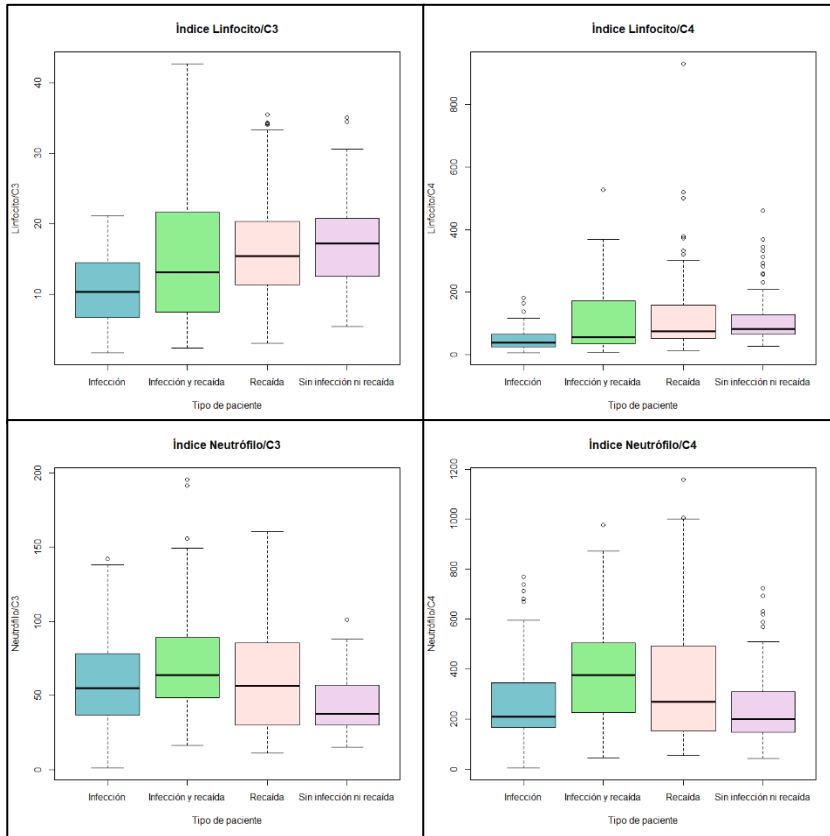 Índice Linfocito/C3
Linfocito/C3
40
30
20
10
Infección
Infección y recaída
Recaída
Sin infección ni recaída
Tipo de paciente
Índice Linfocito/C4
Linfocito/C4
800
600
400
200
0
Infección
Infección y recaída
Recaída
Sin infección ni recaída
Tipo de paciente
Índice Neutrófilo/C3
Neutrófilo/C3
200
150
100
50
0
Infección
Infección y recaída
Recaída
Sin infección ni recaída
Tipo de paciente
Índice Neutrófilo/C4
Neutrófilo/C4
1200
1000
800
600
400
200
0
Infección
Infección y recaída
Recaída
Sin infección ni recaída
Tipo de paciente